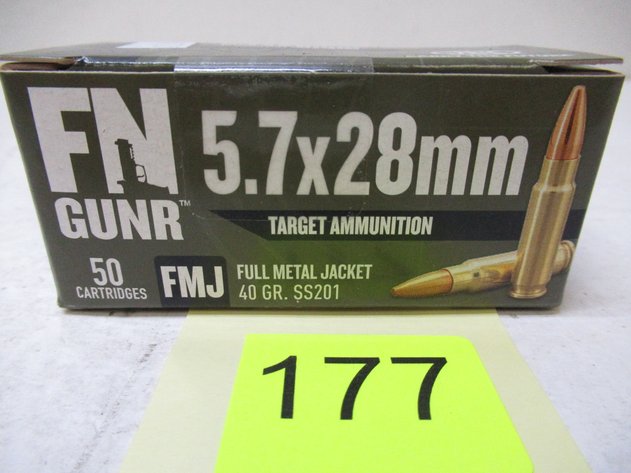 FN
GUNR™
5.7x28mm
TARGET AMMUNITION
50
CARTRIDGES
FMJ
FULL METAL JACKET
40 GR. SS201
177